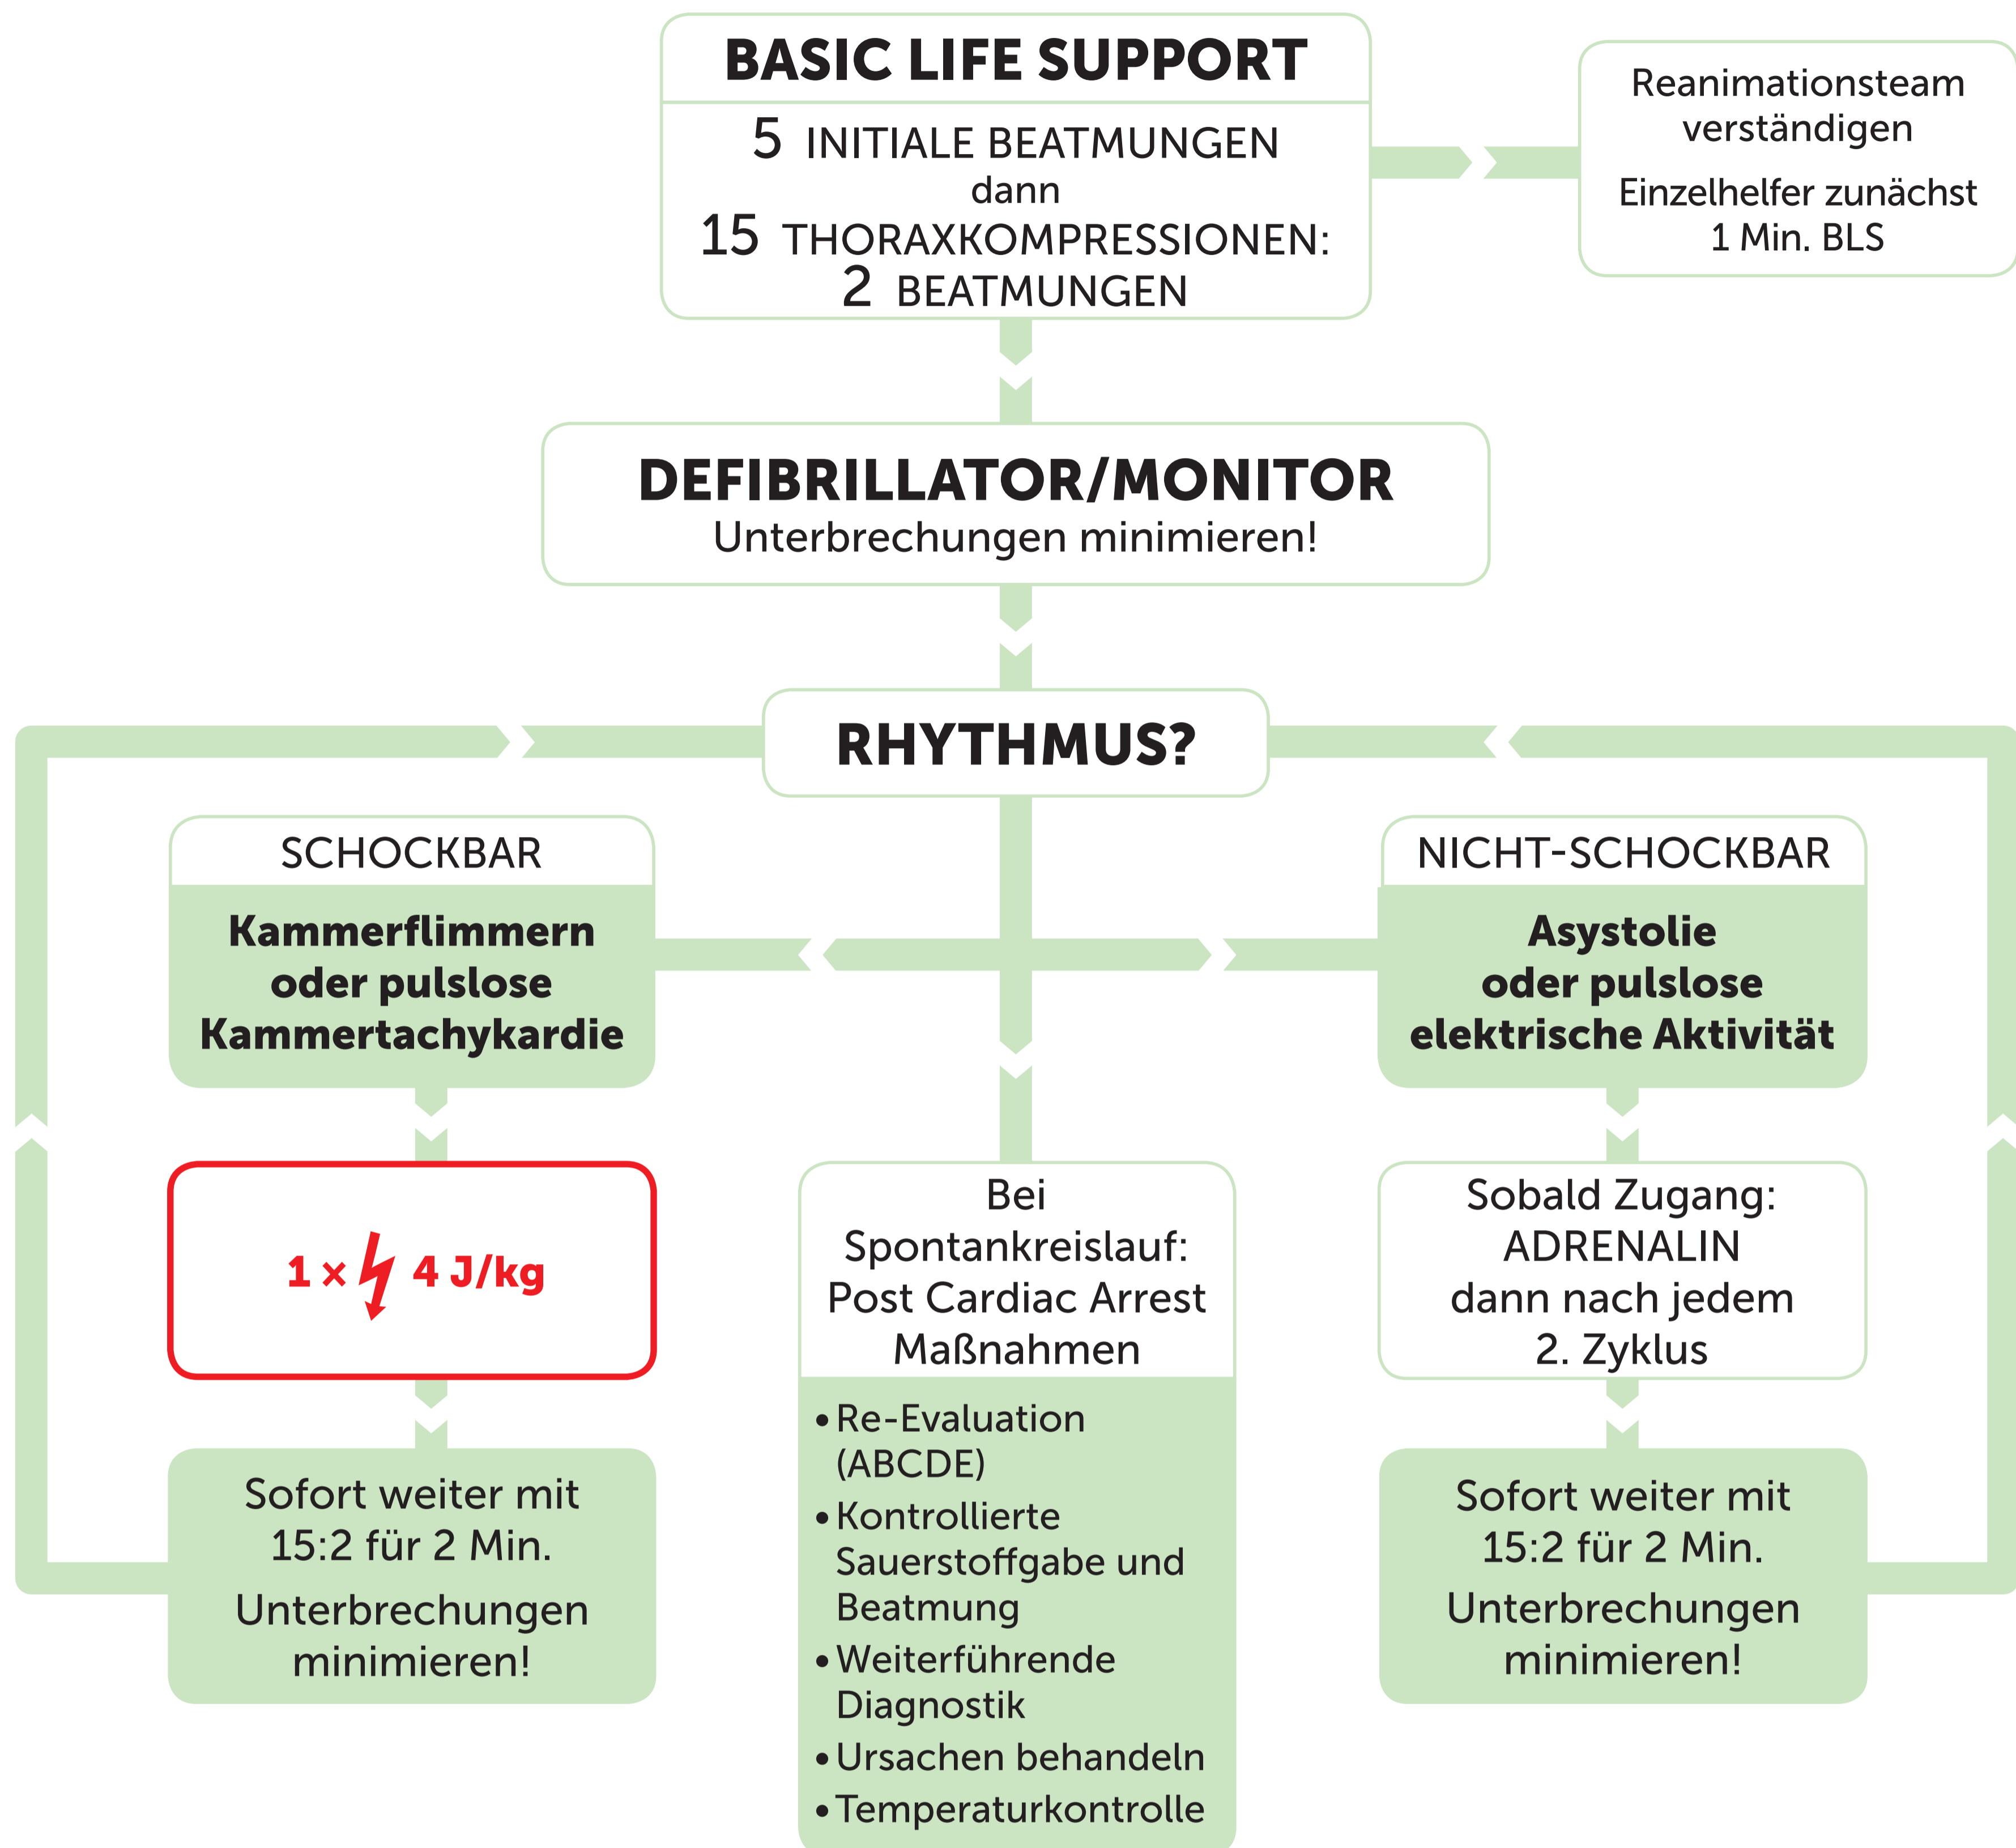 BASIC LIFE SUPPORT
5 INITIALE BEATMUNGEN
dann
15 THORAXKOMPRESSIONEN:
2 BEATMUNGEN
Reanimationsteam
verständigen
Einzelhelfer zunächst
1 Min. BLS
DEFIBRILLATOR/MONITOR
Unterbrechungen minimieren!
RHYTHMUS?
SCHOCKBAR
Kammerflimmern
oder pulslose
Kammertachykardie
1 × 4 J/kg
Sofort weiter mit
15:2 für 2 Min.
Unterbrechungen
minimieren!
Bei
Spontankreislauf:
Post Cardiac Arrest
Maßnahmen
• Re-Evaluation
(ABCDE)
• Kontrollierte
Sauerstoffgabe und
Beatmung
• Weiterführende
Diagnostik
• Ursachen behandeln
• Temperaturkontrolle
NICHT-SCHOCKBAR
Asystolie
oder pulslose
elektrische Aktivität
Sobald Zugang:
ADRENALIN
dann nach jedem
2. Zyklus
Sofort weiter mit
15:2 für 2 Min.
Unterbrechungen
minimieren!